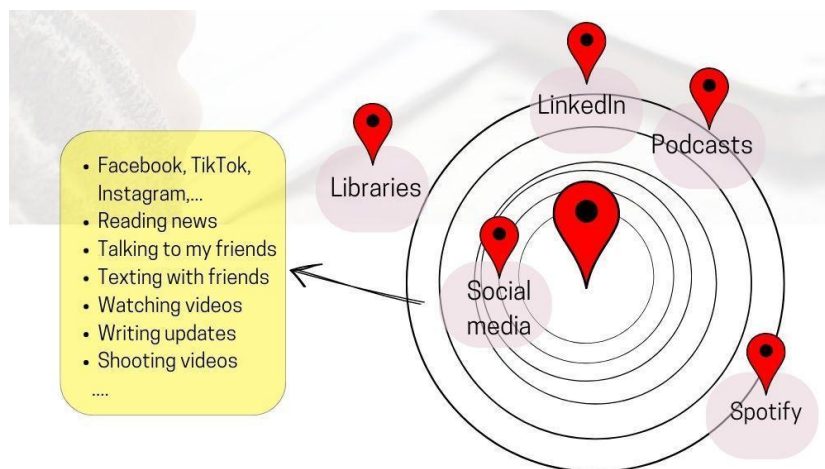 • Facebook, TikTok,
Instagram,...
• Reading news
• Talking to my friends
• Texting with friends
• Watching videos
• Writing updates
• Shooting videos
....
Libraries
LinkedIn
Podcasts
Social
media
Spotify